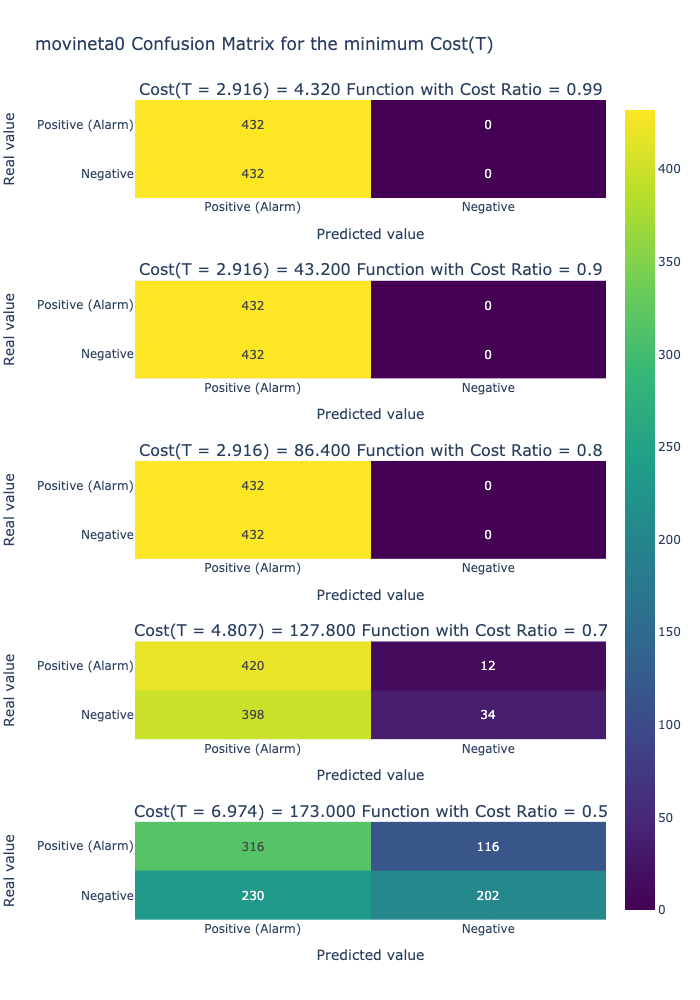 movineta0 Confusion Matrix for the minimum Cost(T)
Cost(T = 2.916) = 4.320 Function with Cost Ratio = 0.99
Real value
Positive (Alarm)
432
0
Negative
432
0
Positive (Alarm)
Negative
Predicted value
Cost(T = 2.916) = 43.200 Function with Cost Ratio = 0.9
Real value
Positive (Alarm)
432
0
Negative
432
0
Positive (Alarm)
Negative
Predicted value
Cost(T = 2.916) = 86.400 Function with Cost Ratio = 0.8
Real value
Positive (Alarm)
432
0
Negative
432
0
Positive (Alarm)
Negative
Predicted value
Cost(T = 4.807) = 127.800 Function with Cost Ratio = 0.7
Real value
Positive (Alarm)
420
12
Negative
398
34
Positive (Alarm)
Negative
Predicted value
Cost(T = 6.974) = 173.000 Function with Cost Ratio = 0.5
Real value
Positive (Alarm)
316
116
Negative
230
202
Positive (Alarm)
Negative
Predicted value
400
350
300
250
200
150
100
50
0